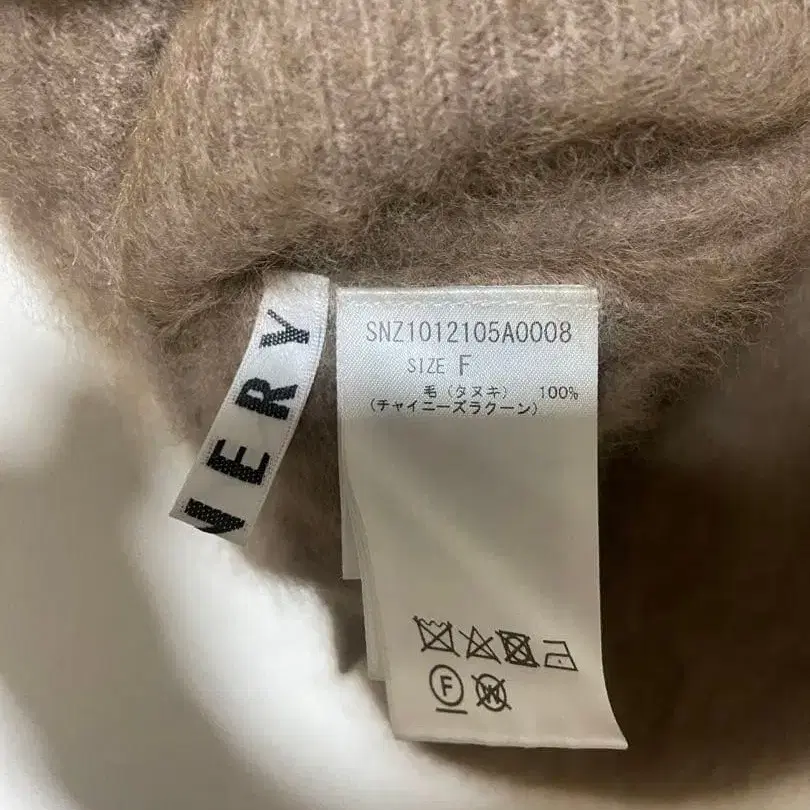 NERY
SNZ1012105A0008
SIZE F
毛(タヌキ) 100%
(チャイニーズラクーン)
F
W